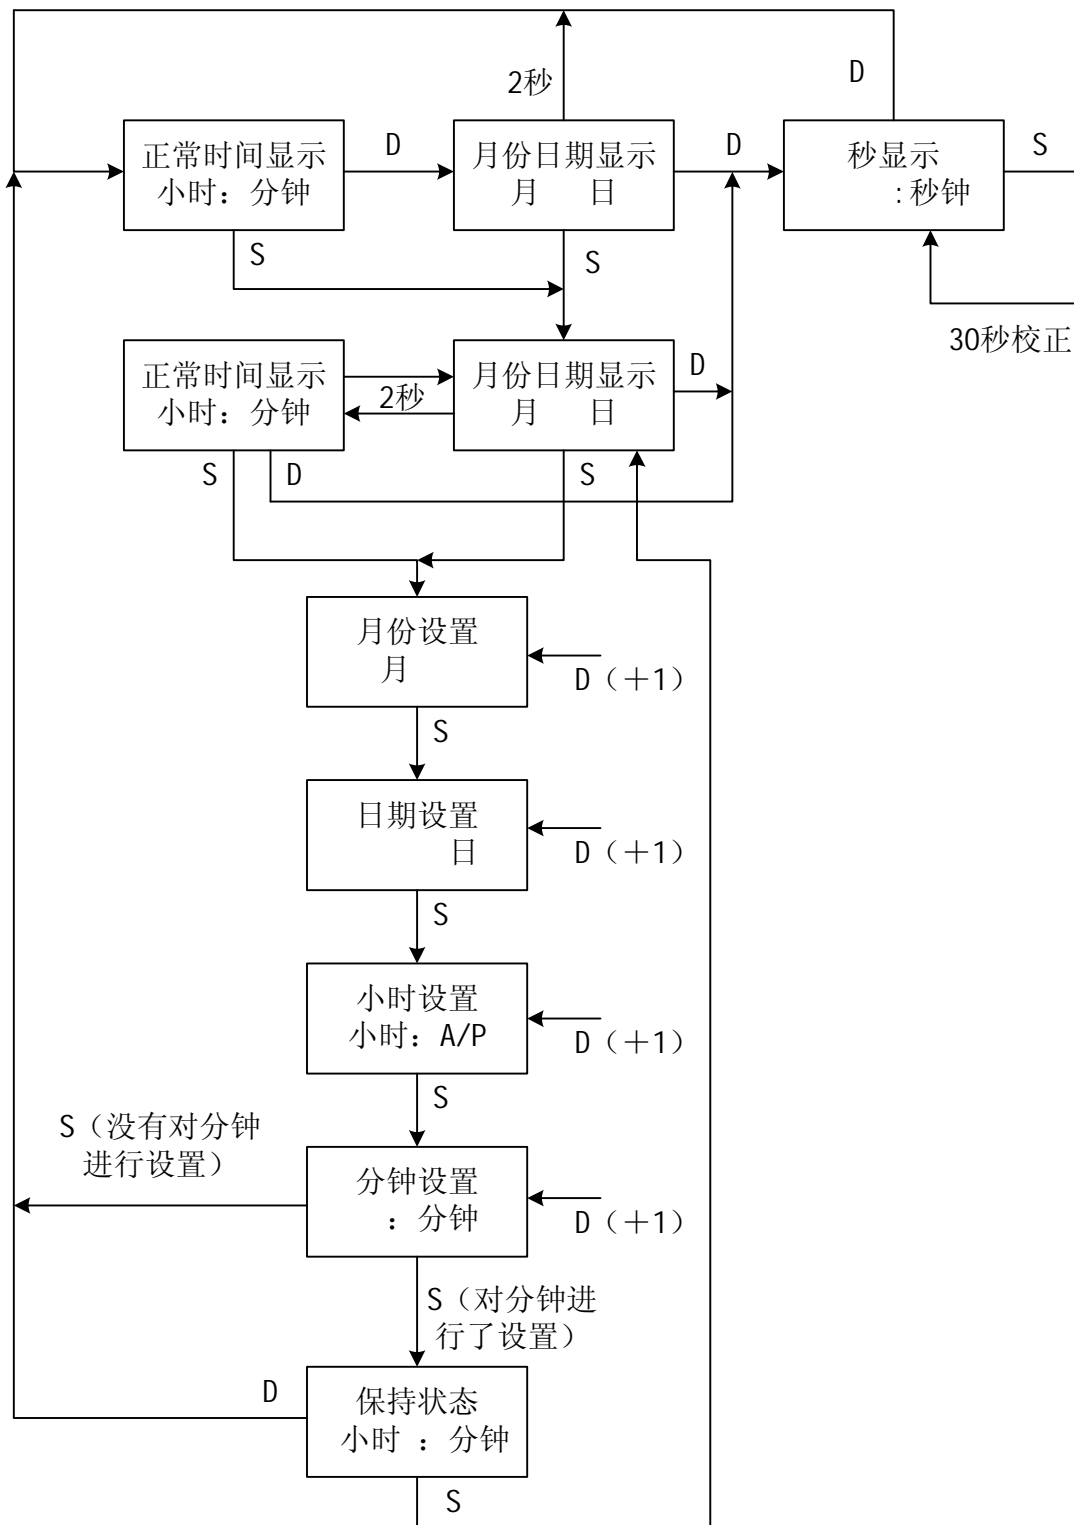 2秒
D
正常时间显示
小时：分钟
D
月份日期显示
月 日
D
秒显示
:秒钟
S
S
S
30秒校正
正常时间显示
小时：分钟
2秒
月份日期显示
月 日
D
S
D
S
月份设置
月
D（＋1）
S
日期设置
日
D（＋1）
S
小时设置
小时：A/P
D（＋1）
S
S（没有对分钟
进行设置）
分钟设置
：分钟
D（＋1）
S（对分钟进
行了设置）
D
保持状态
小时 ：分钟
S